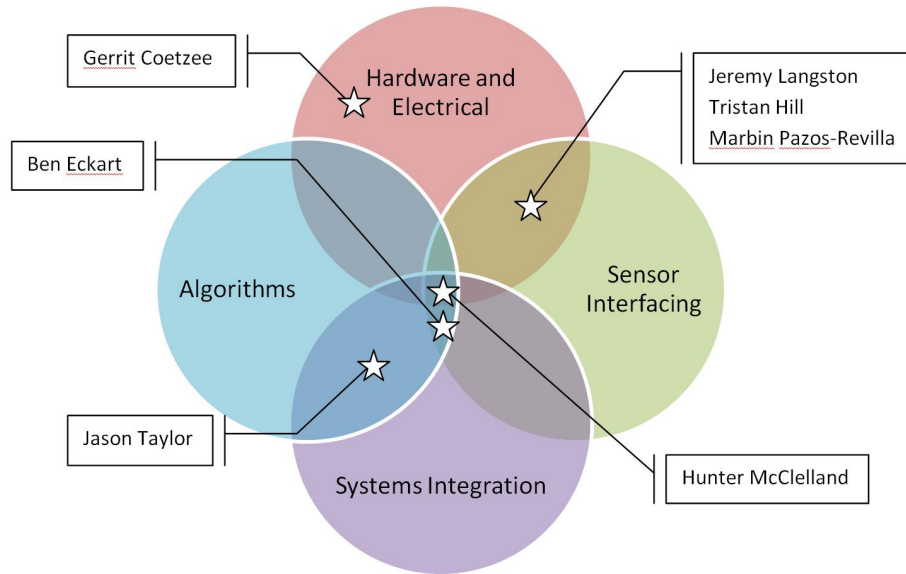 Gerrit Coetzee
Hardware and
Electrical
Jeremy Langston
Tristan Hill
Marbin Pazos-Revilla
Ben Eckart
Algorithms
Sensor
Interfacing
Jason Taylor
Systems Integration
Hunter McClelland